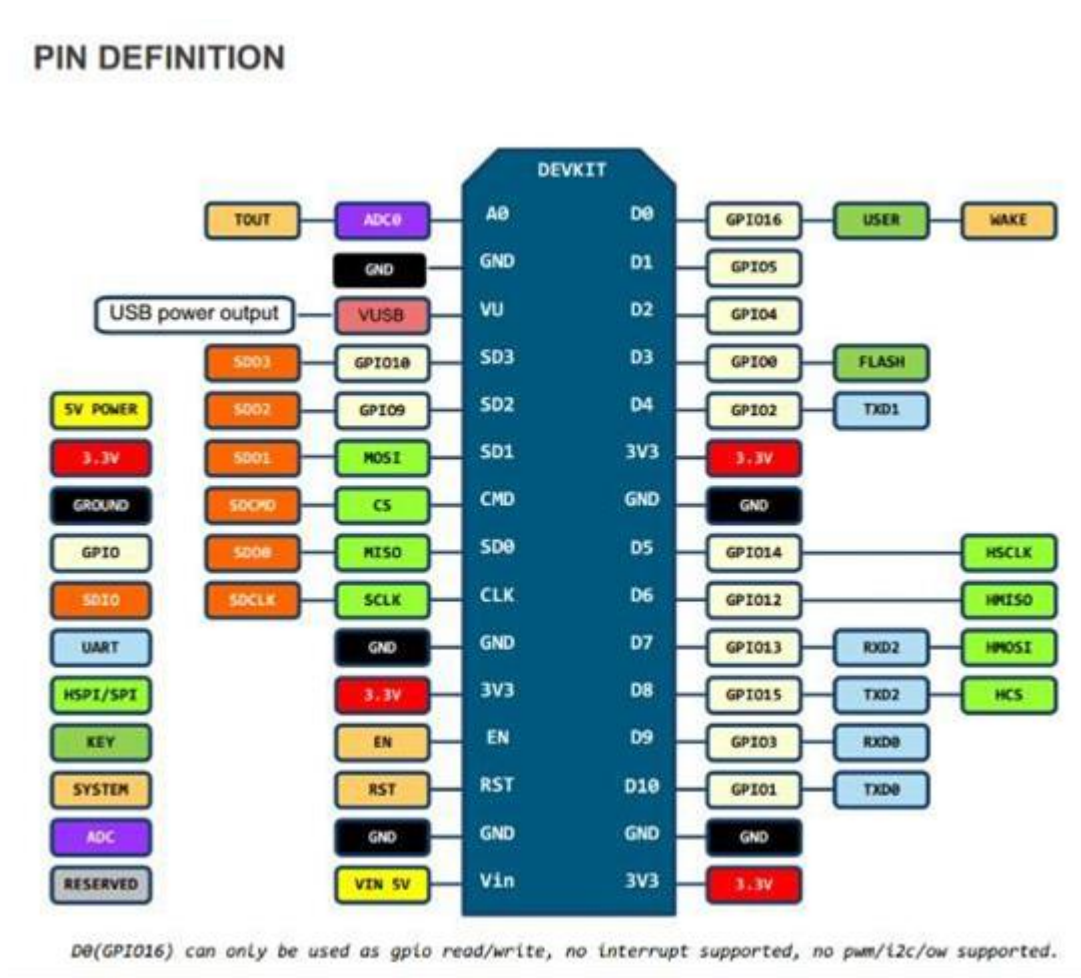 PIN DEFINITION
DEVKIT
TOUT ADC0 A0 D0 GPIO16 USER WAKE
GND GND D1 GPIO5
USB power output VUSB VU D2 GPIO4
SDD3 GPIO10 SD3 D3 GPIO0 FLASH
5V POWER SDD2 GPIO9 SD2 D4 GPIO2 TXD1
3.3V SDD1 MOSI SD1 3V3 3.3V
GROUND SDCMD CS CMD GND GND
GPIO SDD0 MISO SD0 D5 GPIO14 HSCLK
SDIO SDCLK SCLK CLK D6 GPIO12 HMISO
UART GND GND D7 GPIO13 RXD2 HMOSI
HSPI/SPI 3.3V 3V3 D8 GPIO15 TXD2 HCS
KEY EN EN D9 GPIO3 RXD0
SYSTEM RST RST D10 GPIO1 TXD0
ADC GND GND GND GND
RESERVED VIN 5V Vin 3V3 3.3V
D0(GPIO16) can only be used as gpio read/write, no interrupt supported, no pwm/i2c/ow supported.